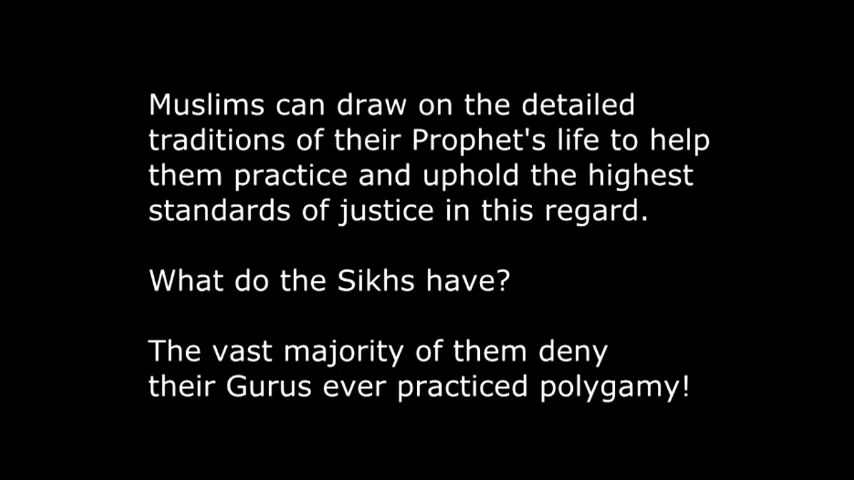 Muslims can draw on the detailed
traditions of their Prophet's life to help
them practice and uphold the highest
standards of justice in this regard.
What do the Sikhs have?
The vast majority of them deny
their Gurus ever practiced polygamy!